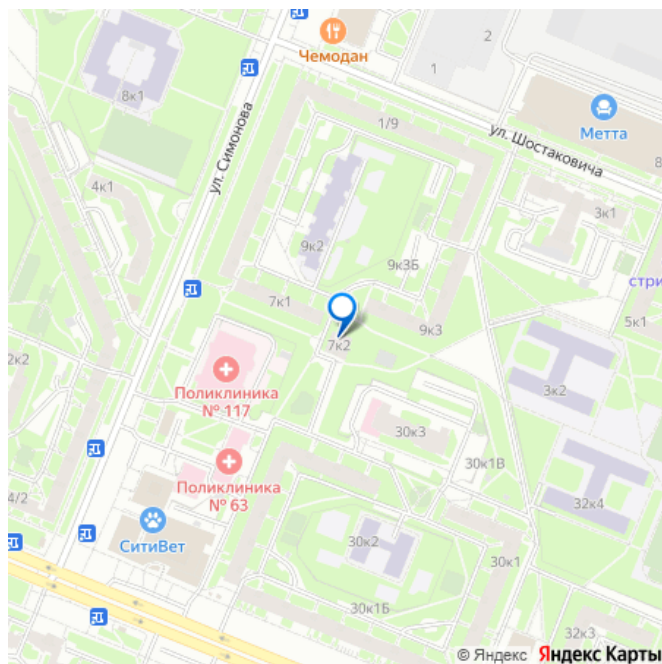 2
Чемодан
1
8к1
Метта
1/9
ул. Шостаковича
8
ул. Симонова
4к1
3к1
9к2
9к3Б
стри
7к1
5к1
9к3
7к2
2к2
Поликлиника
№ 117
3к2
30к3
30к1В
Поликлиника
№ 63
4/2
32к4
СитиВет
30к2
30к1
30к1Б
32к3
© Яндекс Яндекс Карты